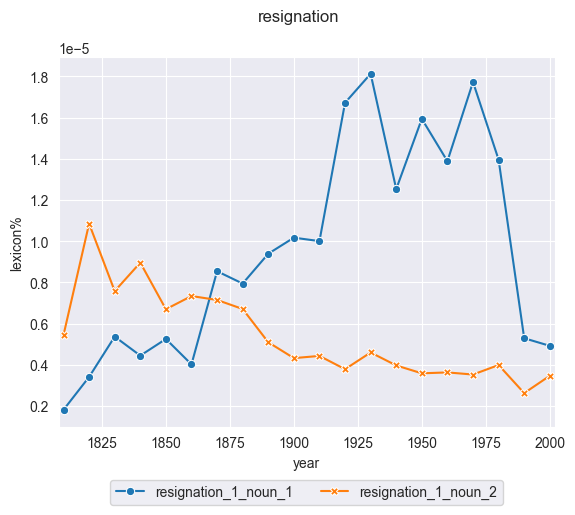 resignation
1e−5
1.8
1.6
1.4
1.2
1.0
0.8
0.6
0.4
0.2
lexicon%
1825 1850 1875 1900 1925 1950 1975 2000
year
resignation_1_noun_1 resignation_1_noun_2